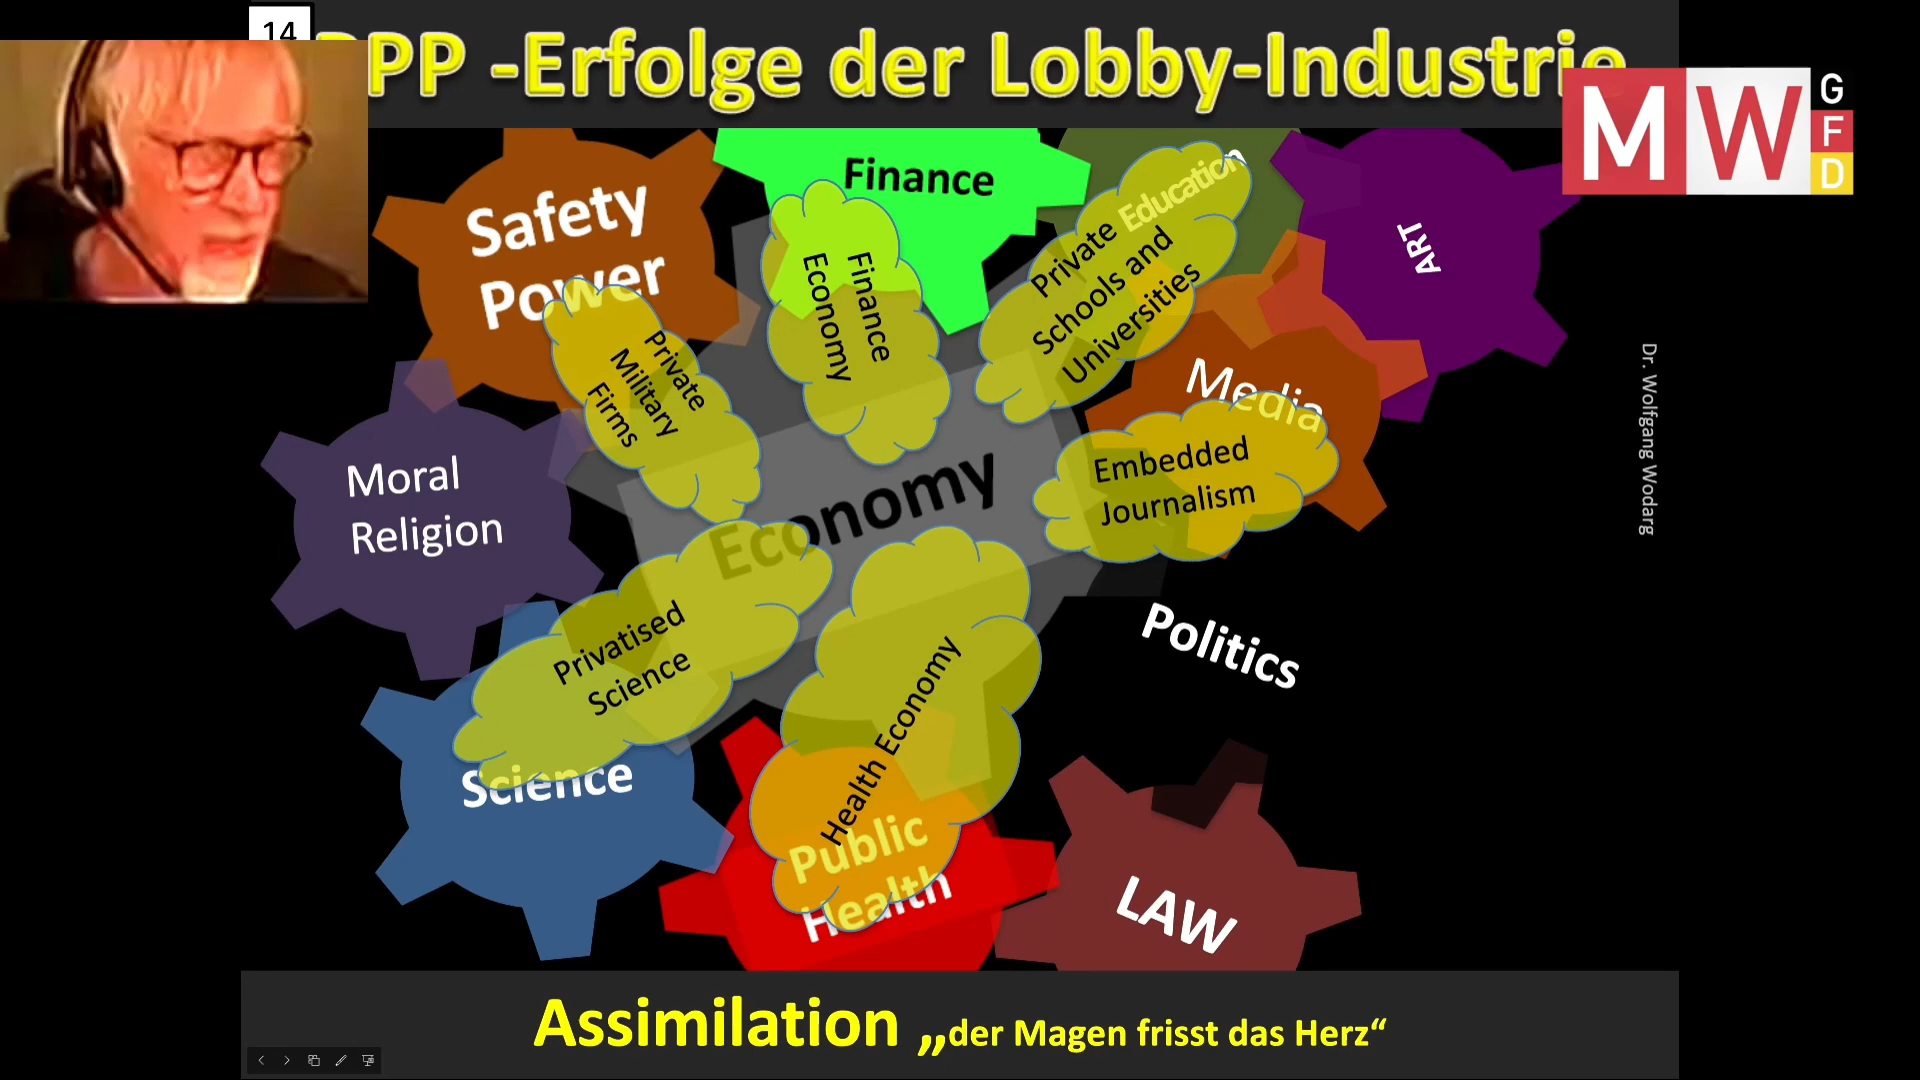 14
PPP -Erfolge der Lobby-Industrie
MW
G
F
D
Safety
Power
Finance
Education
ART
Private
Schools and
Universities
Finance
Economy
Private
Military
Firms
Media
Embedded
Journalism
Moral
Religion
Economy
Politics
Privatised
Science
Science
Health Economy
Public
Health
LAW
Dr. Wolfgang Wodarg
Assimilation „der Magen frisst das Herz“